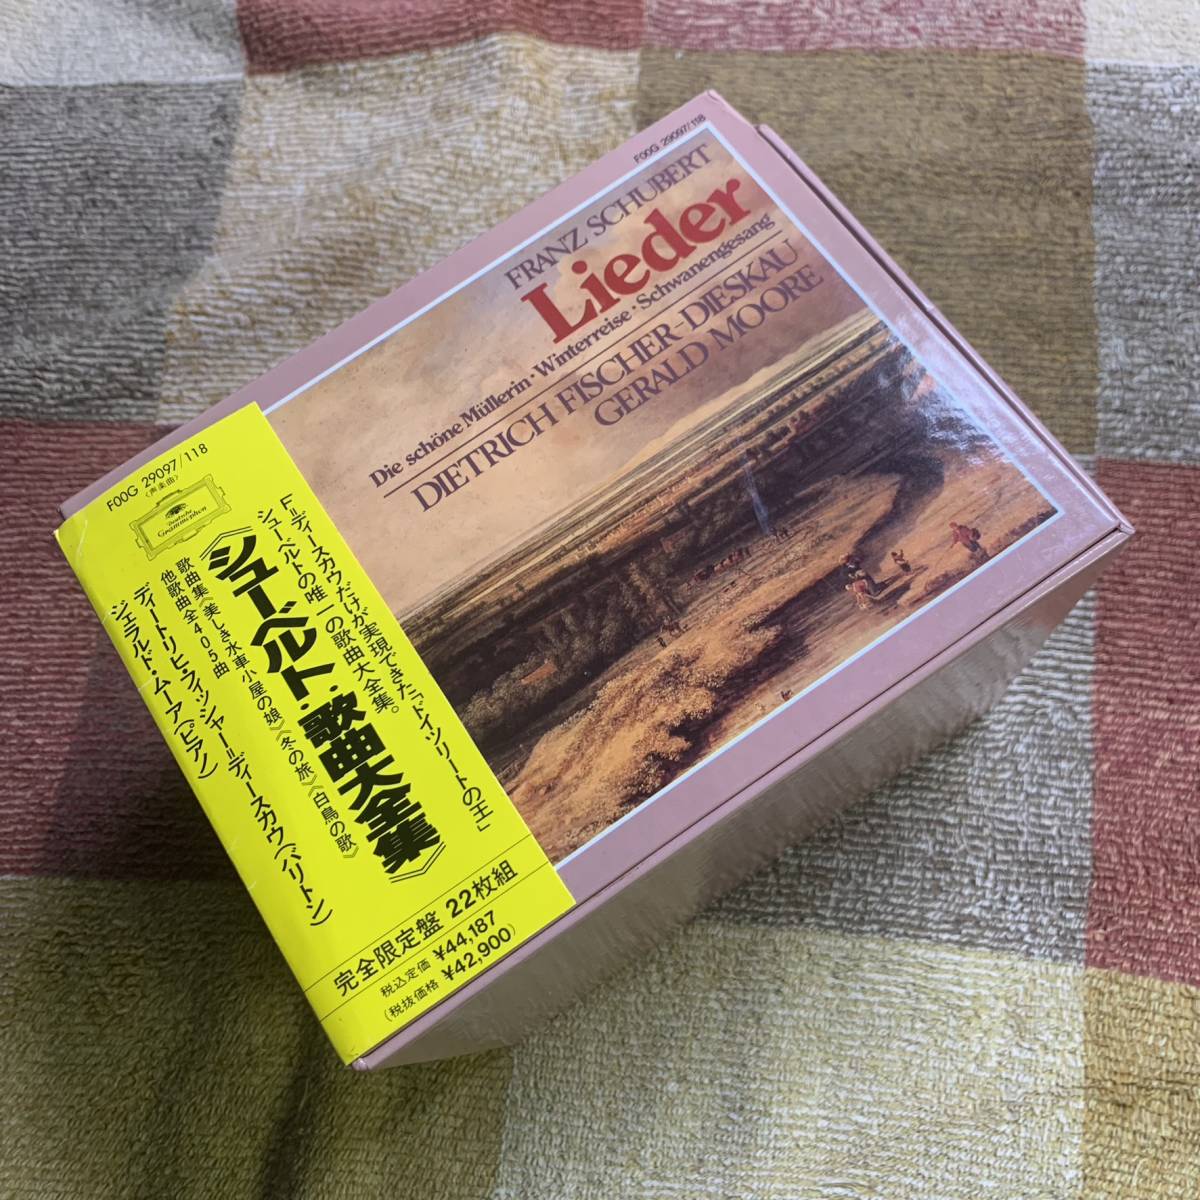 FOOG 29097/118
FRANZ SCHUBERT
Lieder
Die schöne Müllerin · Winterreise · Schwanengesang
DIETRICH FISCHER-DIESKAU
GERALD MOORE
FOOG 29097/118
〈声楽曲〉
Deutsche
Grammophon
F=ディースカウだけが実現できた「ドイツリートの王」
シューベルトの唯一の歌曲大全集。
《シューベルト:歌曲大全集》
歌曲集《美しき水車小屋の娘》《冬の旅》《白鳥の歌》
他歌曲全405曲
ディートリヒ・フィッシャー=ディースカウ(バリトン)
ジェラルド・ムーア(ピアノ)
完全限定盤 22枚組
税込定価 ¥44,187
(税抜価格 ¥42,900)